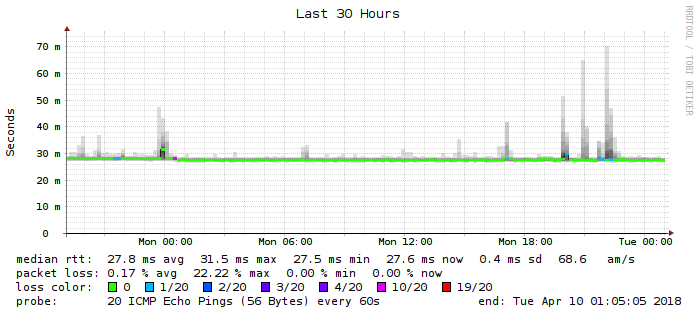 Last 30 Hours
RRDTOOL / TOBI OETIKER
Seconds
70 m
60 m
50 m
40 m
30 m
20 m
10 m
0
Mon 00:00 Mon 06:00 Mon 12:00 Mon 18:00 Tue 00:00
median rtt: 27.8 ms avg 31.5 ms max 27.5 ms min 27.6 ms now 0.4 ms sd 68.6 am/s
packet loss: 0.17 % avg 22.22 % max 0.00 % min 0.00 % now
loss color: 0 1/20 2/20 3/20 4/20 10/20 19/20
probe: 20 ICMP Echo Pings (56 Bytes) every 60s end: Tue Apr 10 01:05:05 2018